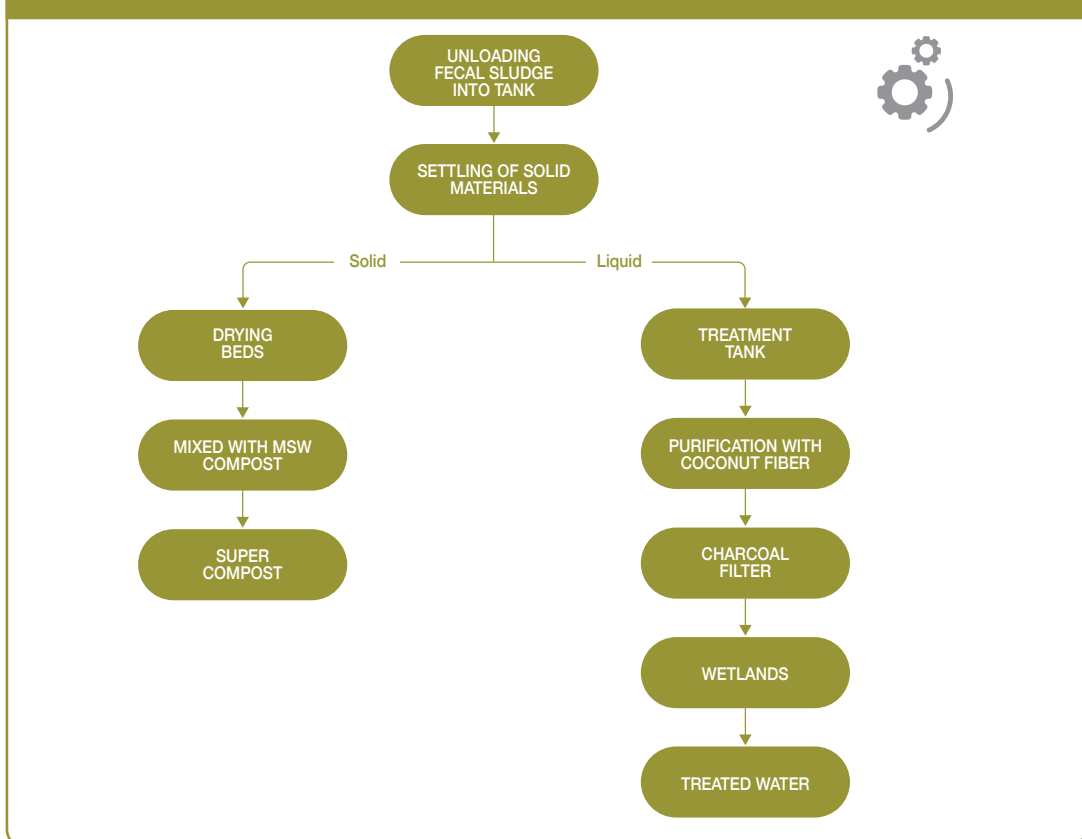 UNLOADING
FECAL SLUDGE
INTO TANK
SETTLING OF SOLID
MATERIALS
Solid
Liquid
DRYING
BEDS
MIXED WITH MSW
COMPOST
SUPER
COMPOST
TREATMENT
TANK
PURIFICATION WITH
COCONUT FIBER
CHARCOAL
FILTER
WETLANDS
TREATED WATER